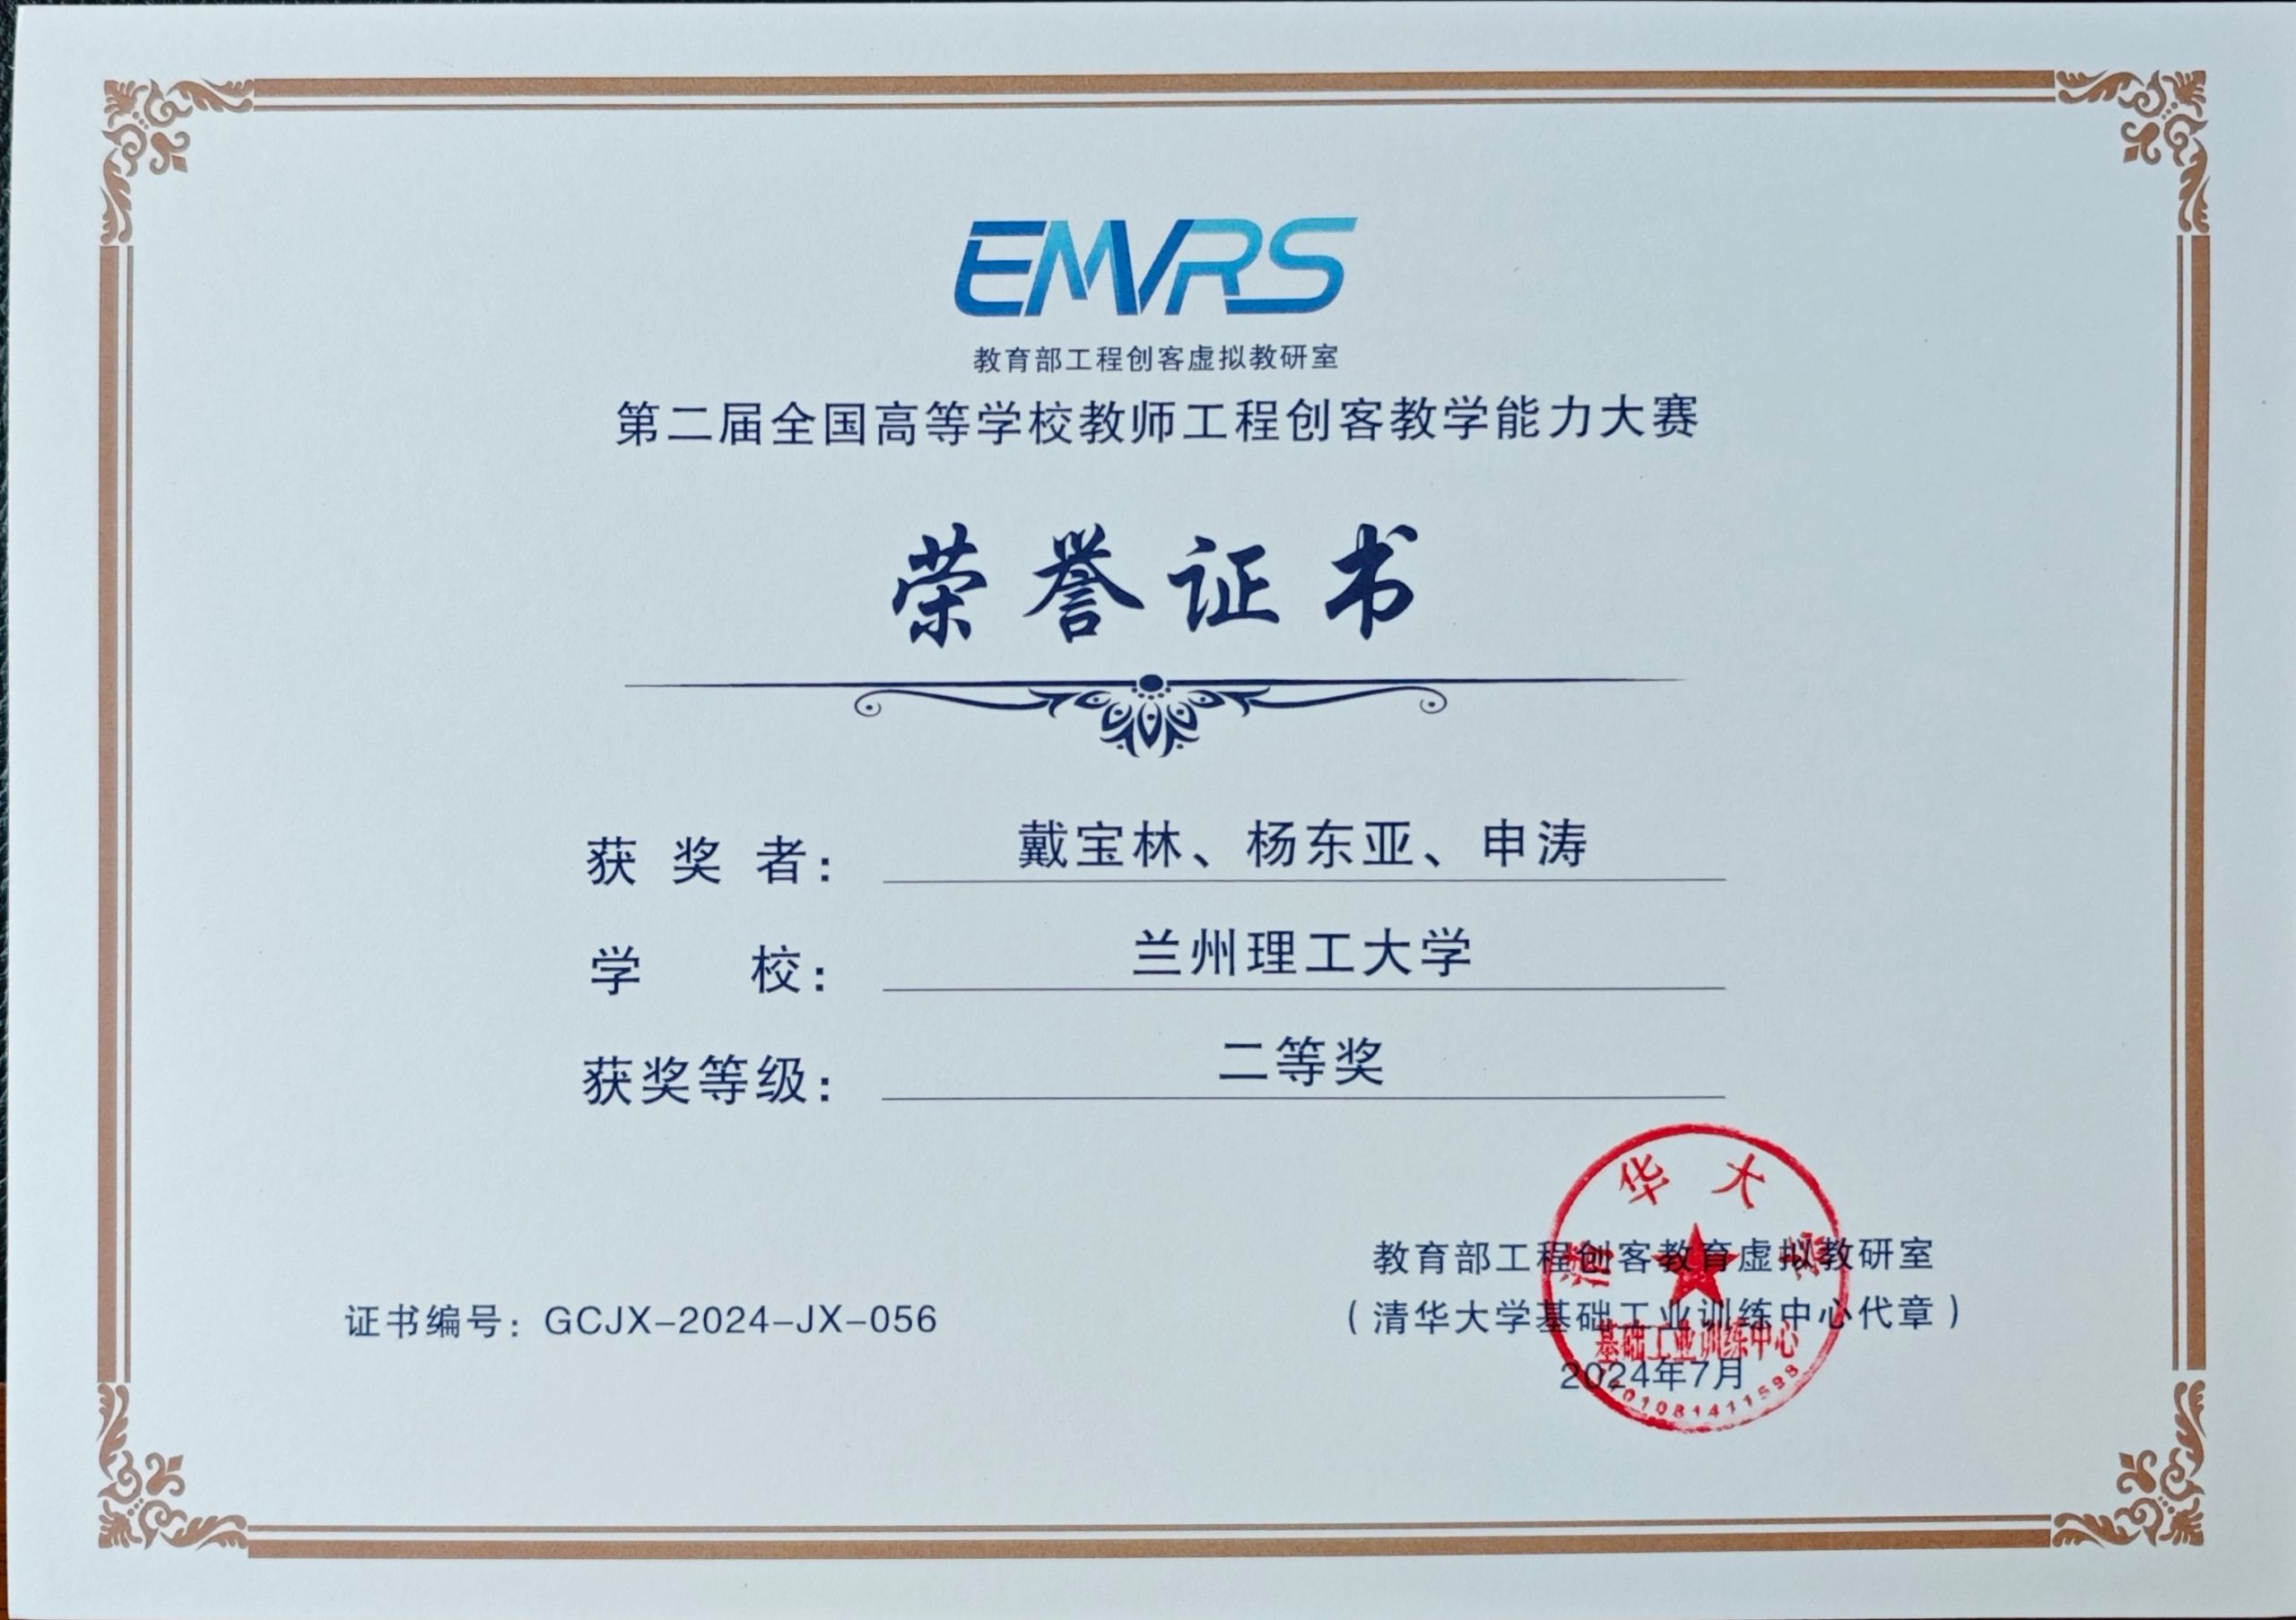 EMVRS
教育部工程创客虚拟教研室
第二届全国高等学校教师工程创客教学能力大赛
荣誉证书
获奖者： 戴宝林、杨东亚、申涛
学校： 兰州理工大学
获奖等级： 二等奖
证书编号：GCJX-2024-JX-056
教育部工程创客教育虚拟教研室
（清华大学基础工业训练中心代章）
2024年7月
清华大学
基础工业训练中心